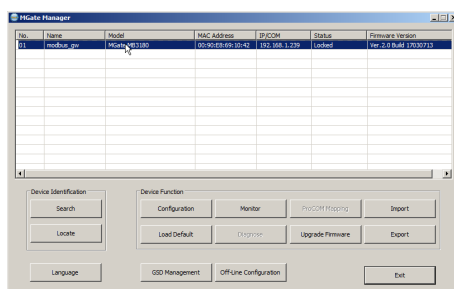 MGate Manager
No. Name Model MAC Address IP/COM Status Firmware Version
01 modbus_gw MGate MB3180 00:90:E8:69:10:42 192.168.1.239 Locked Ver.2.0 Build 17030713
Device Identification Device Function
Search Configuration Monitor ProCOM Mapping Import
Locate Load Default Diagnose Upgrade Firmware Export
Language GSD Management Off-Line Configuration Exit